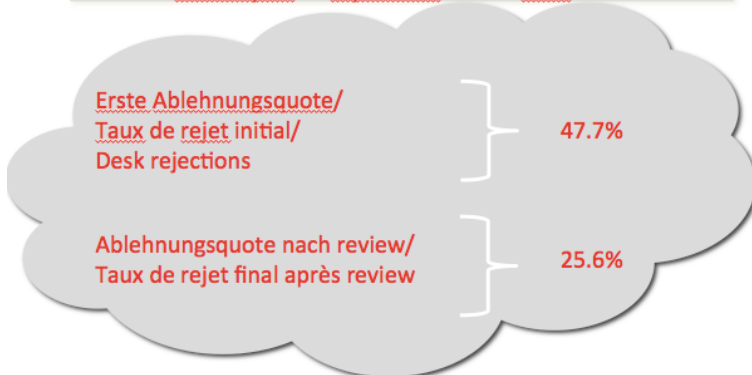 Erste Ablehnungsquote/
Taux de rejet initial/
Desk rejections
47.7%
Ablehnungsquote nach review/
Taux de rejet final après review
25.6%